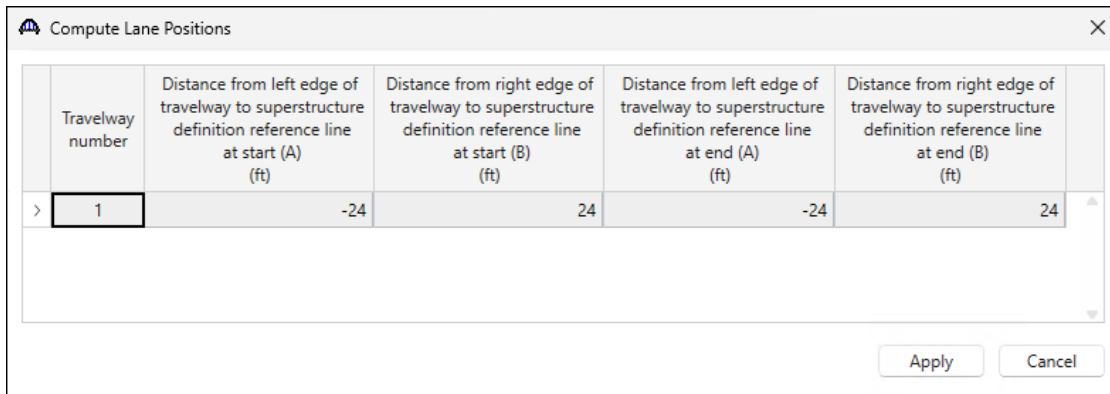 Compute Lane Positions
Travelway
number
Distance from left edge of
travelway to superstructure
definition reference line
at start (A)
(ft)
Distance from right edge of
travelway to superstructure
definition reference line
at start (B)
(ft)
Distance from left edge of
travelway to superstructure
definition reference line
at end (A)
(ft)
Distance from right edge of
travelway to superstructure
definition reference line
at end (B)
(ft)
1 -24 24 -24 24
Apply Cancel